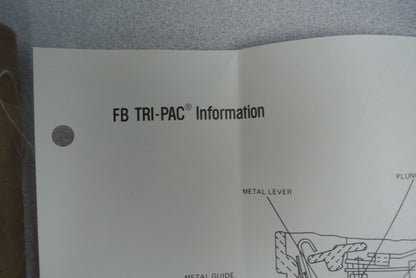 FB TRI-PAC® Information
METAL LEVER
METAL GUIDE